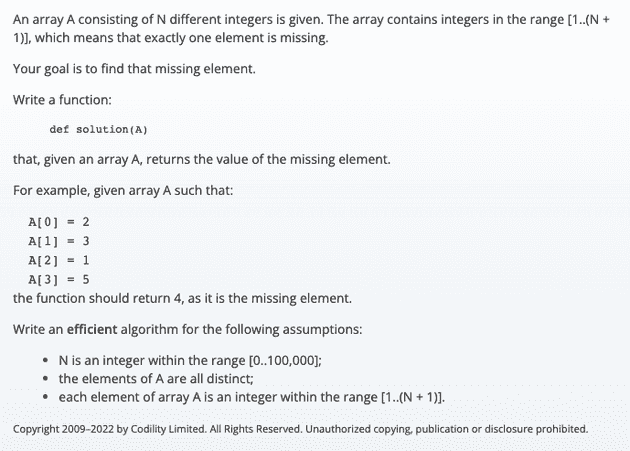 An array A consisting of N different integers is given. The array contains integers in the range [1..(N +
1)], which means that exactly one element is missing.
Your goal is to find that missing element.
Write a function:
def solution(A)
that, given an array A, returns the value of the missing element.
For example, given array A such that:
A[0] = 2
A[1] = 3
A[2] = 1
A[3] = 5
the function should return 4, as it is the missing element.
Write an efficient algorithm for the following assumptions:
• N is an integer within the range [0..100,000];
• the elements of A are all distinct;
• each element of array A is an integer within the range [1..(N + 1)].
Copyright 2009–2022 by Codility Limited. All Rights Reserved. Unauthorized copying, publication or disclosure prohibited.